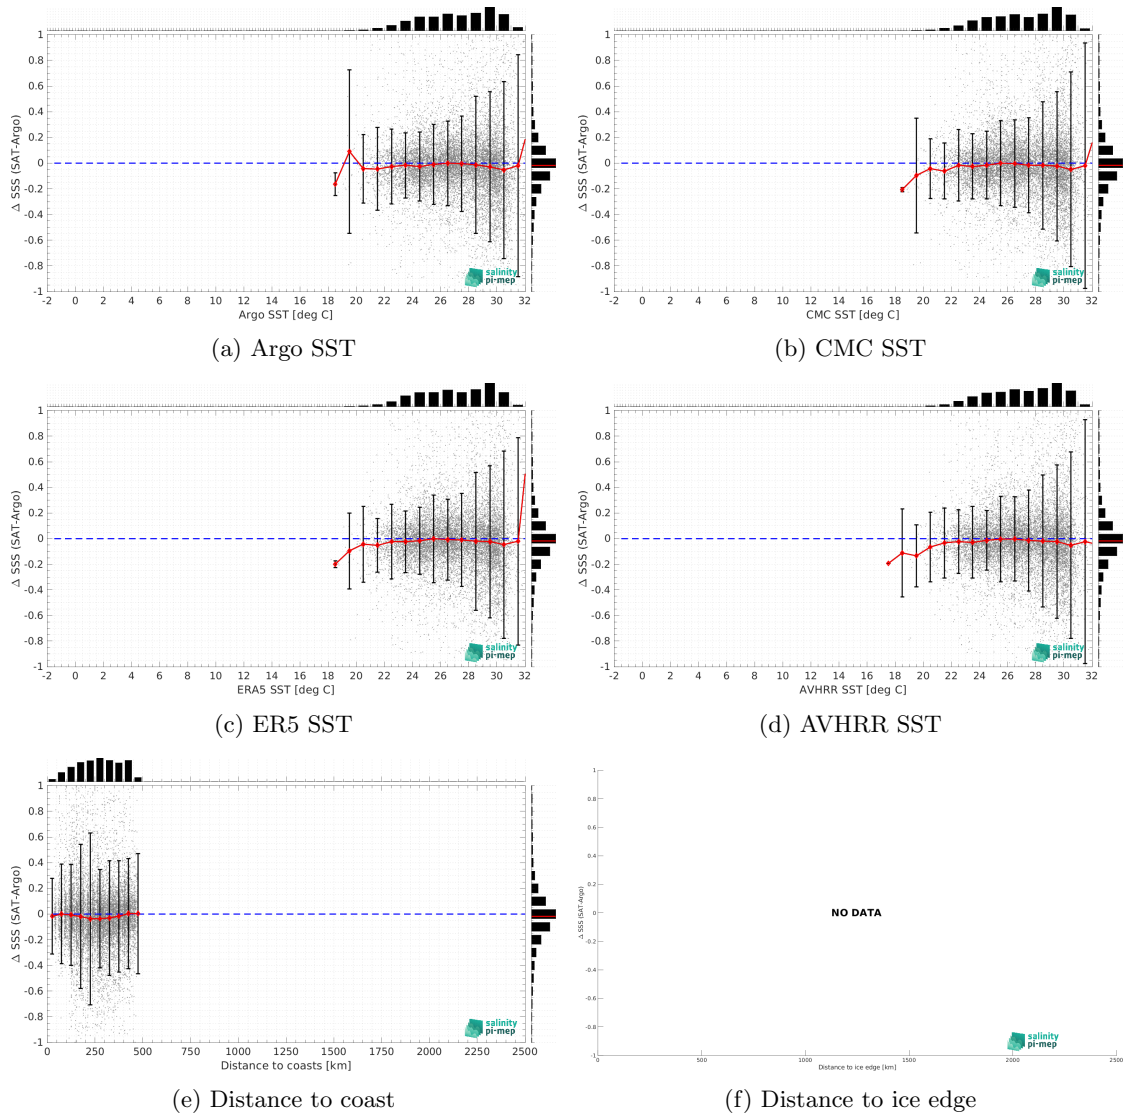 1
0.8
0.6
0.4
0.2
0
-0.2
-0.4
-0.6
-0.8
-1
Δ SSS (SAT-Argo)
salinity
pi-mep
-2 0 2 4 6 8 10 12 14 16 18 20 22 24 26 28 30 32
Argo SST [deg C]
(a) Argo SST
1
0.8
0.6
0.4
0.2
0
-0.2
-0.4
-0.6
-0.8
-1
Δ SSS (SAT-Argo)
salinity
pi-mep
-2 0 2 4 6 8 10 12 14 16 18 20 22 24 26 28 30 32
CMC SST [deg C]
(b) CMC SST
1
0.8
0.6
0.4
0.2
0
-0.2
-0.4
-0.6
-0.8
-1
Δ SSS (SAT-Argo)
salinity
pi-mep
-2 0 2 4 6 8 10 12 14 16 18 20 22 24 26 28 30 32
ERA5 SST [deg C]
(c) ER5 SST
1
0.8
0.6
0.4
0.2
0
-0.2
-0.4
-0.6
-0.8
-1
Δ SSS (SAT-Argo)
salinity
pi-mep
-2 0 2 4 6 8 10 12 14 16 18 20 22 24 26 28 30 32
AVHRR SST [deg C]
(d) AVHRR SST
1
0.8
0.6
0.4
0.2
0
-0.2
-0.4
-0.6
-0.8
-1
Δ SSS (SAT-Argo)
salinity
pi-mep
0 250 500 750 1000 1250 1500 1750 2000 2250 2500
Distance to coasts [km]
(e) Distance to coast
1
0.8
0.6
0.4
0.2
0
-0.2
-0.4
-0.6
-0.8
-1
Δ SSS (SAT-Argo)
NO DATA
salinity
pi-mep
0 500 1000 1500 2000 2500
Distance to ice edge [km]
(f) Distance to ice edge